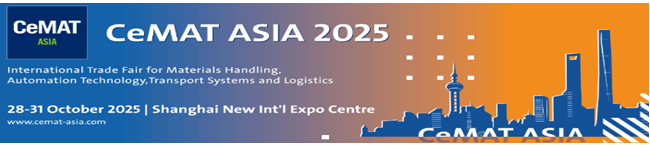 CeMAT
ASIA
CeMAT ASIA 2025
International Trade Fair for Materials Handling,
Automation Technology,Transport Systems and Logistics
28-31 October 2025 | Shanghai New Int'l Expo Centre
www.cemat-asia.com
CeMAT ASIA